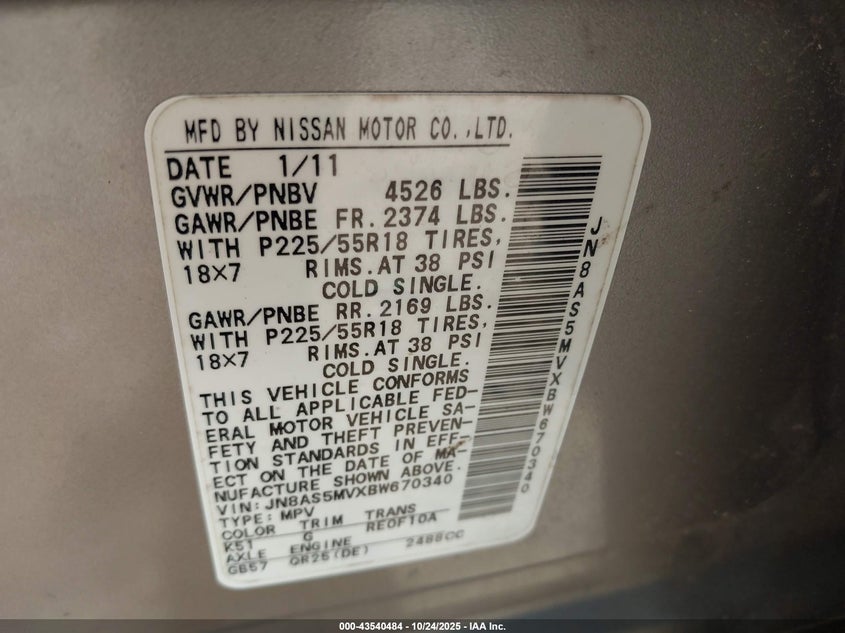 MFD BY NISSAN MOTOR CO.,LTD.
DATE 1/11
GVWR/PNBV 4526 LBS.
GAWR/PNBE FR. 2374 LBS.
WITH P225/55R18 TIRES,
18×7 RIMS. AT 38 PSI
COLD SINGLE.
GAWR/PNBE RR. 2169 LBS.
WITH P225/55R18 TIRES,
18×7 RIMS. AT 38 PSI
COLD SINGLE.
THIS VEHICLE CONFORMS
TO ALL APPLICABLE FED-
ERAL MOTOR VEHICLE SA-
FETY AND THEFT PREVEN-
TION STANDARDS IN EFF-
ECT ON THE DATE OF MA-
NUFACTURE SHOWN ABOVE.
VIN: JN8AS5MVXBW670340
TYPE: MPV
COLOR TRIM TRANS
K51 G RE0F10A
AXLE ENGINE
GB57 QR25(DE) 2488CC
JN8AS5MVXBW670340
000-43540484 - 10/24/2025 - IAA Inc.